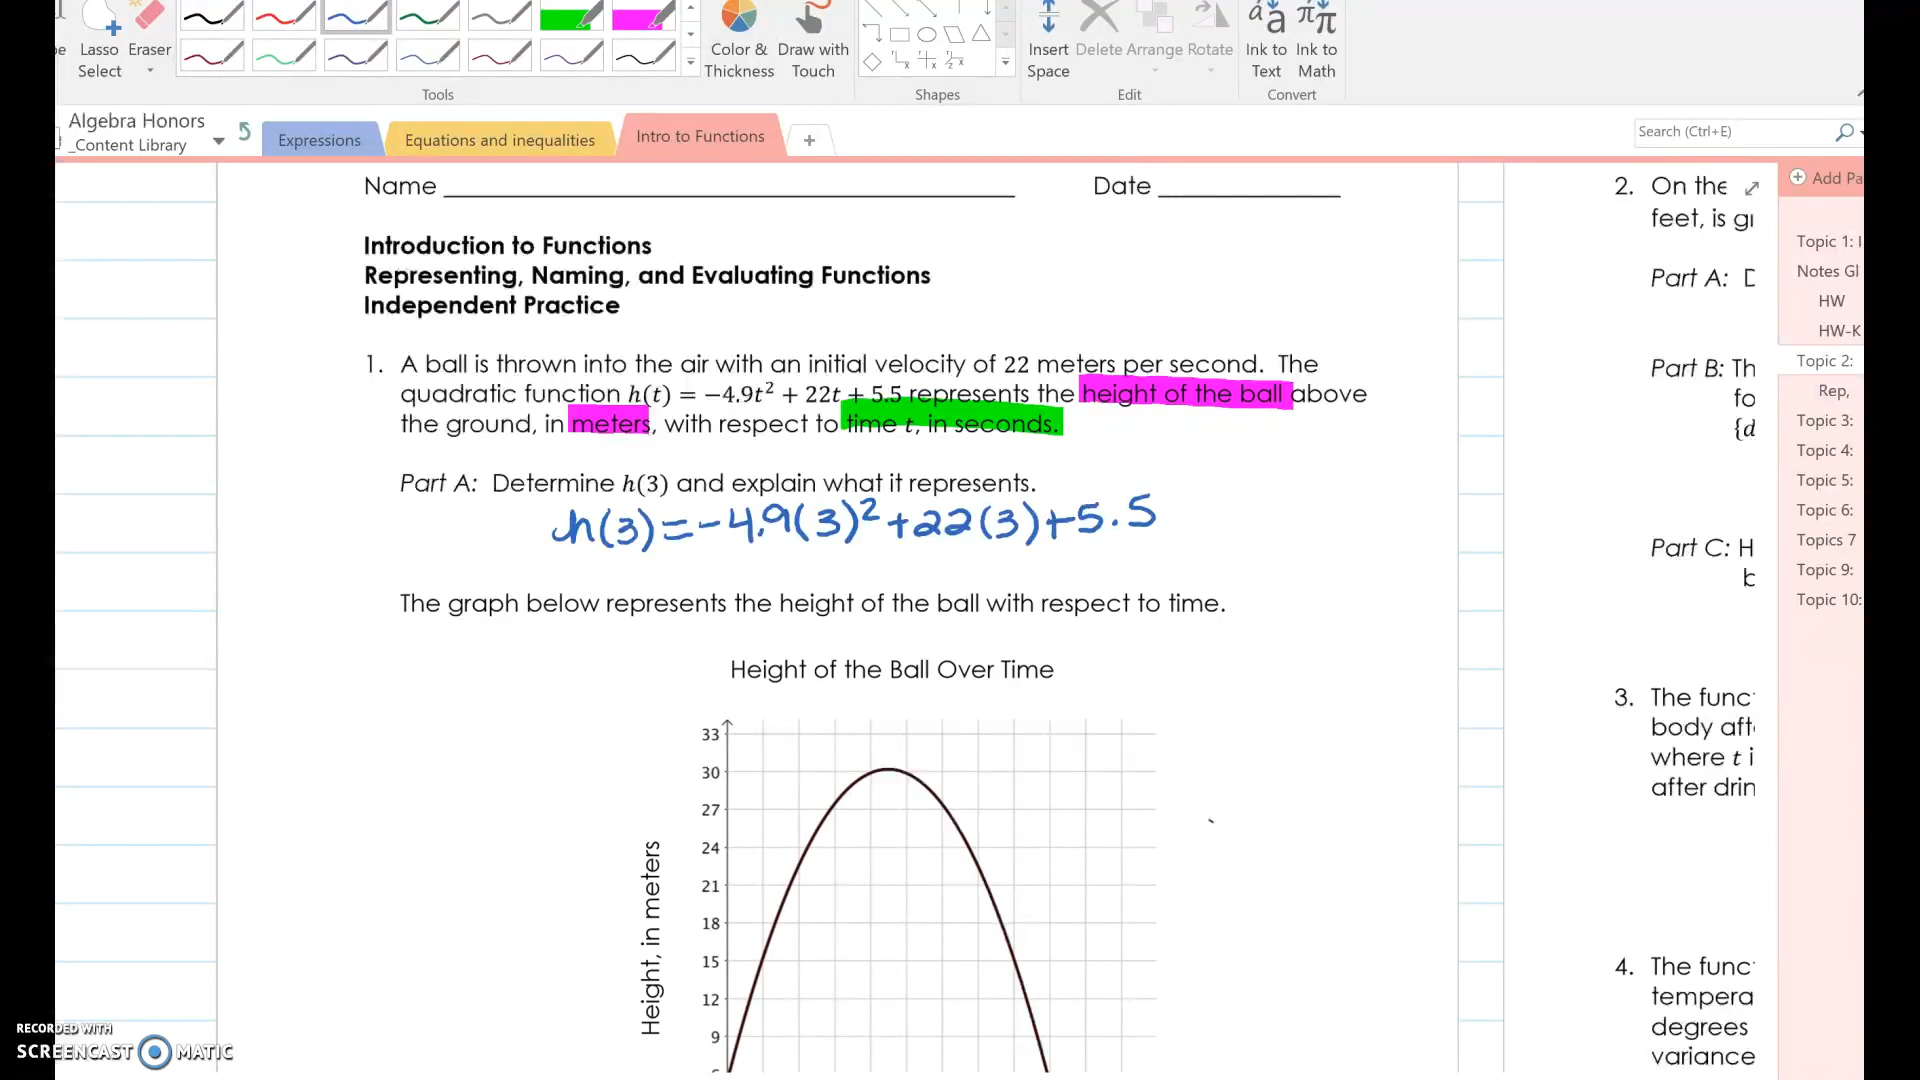 Lasso Select
Eraser
Color & Thickness
Draw with Touch
Insert Space
Delete
Arrange
Rotate
Ink to Text
Ink to Math
Tools
Shapes
Edit
Convert
Algebra Honors
_Content Library
Expressions
Equations and inequalities
Intro to Functions
+
Search (Ctrl+E)
Name
Date
Introduction to Functions
Representing, Naming, and Evaluating Functions
Independent Practice
1. A ball is thrown into the air with an initial velocity of 22 meters per second. The
quadratic function h(t) = −4.9t² + 22t + 5.5 represents the height of the ball above
the ground, in meters, with respect to time t, in seconds.
Part A: Determine h(3) and explain what it represents.
h(3)=-4.9(3)²+22(3)+5.5
The graph below represents the height of the ball with respect to time.
Height of the Ball Over Time
Height, in meters
33
30
27
24
21
18
15
12
9
2. On the
feet, is
Part A:
Part B: Th
fo
{d
Part C: H
b
3. The func
body aft
where t i
after drin
4. The func
tempera
degrees
variance
Add Pa
Topic 1:
Notes Gl
HW
HW-K
Topic 2:
Rep,
Topic 3:
Topic 4:
Topic 5:
Topic 6:
Topics 7
Topic 9:
Topic 10:
RECORDED WITH
SCREENCAST MATIC